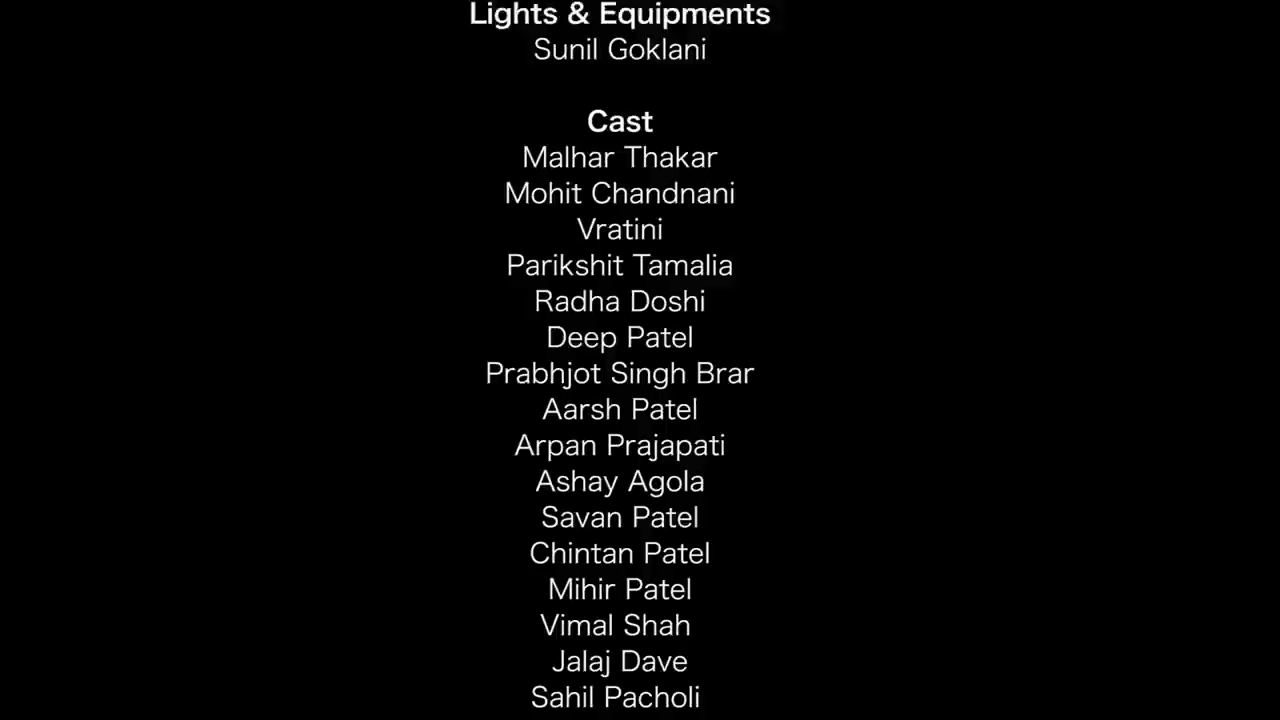 Lights & Equipments
Sunil Goklani
Cast
Malhar Thakar
Mohit Chandnani
Vratini
Parikshit Tamalia
Radha Doshi
Deep Patel
Prabhjot Singh Brar
Aarsh Patel
Arpan Prajapati
Ashay Agola
Savan Patel
Chintan Patel
Mihir Patel
Vimal Shah
Jalaj Dave
Sahil Pacholi